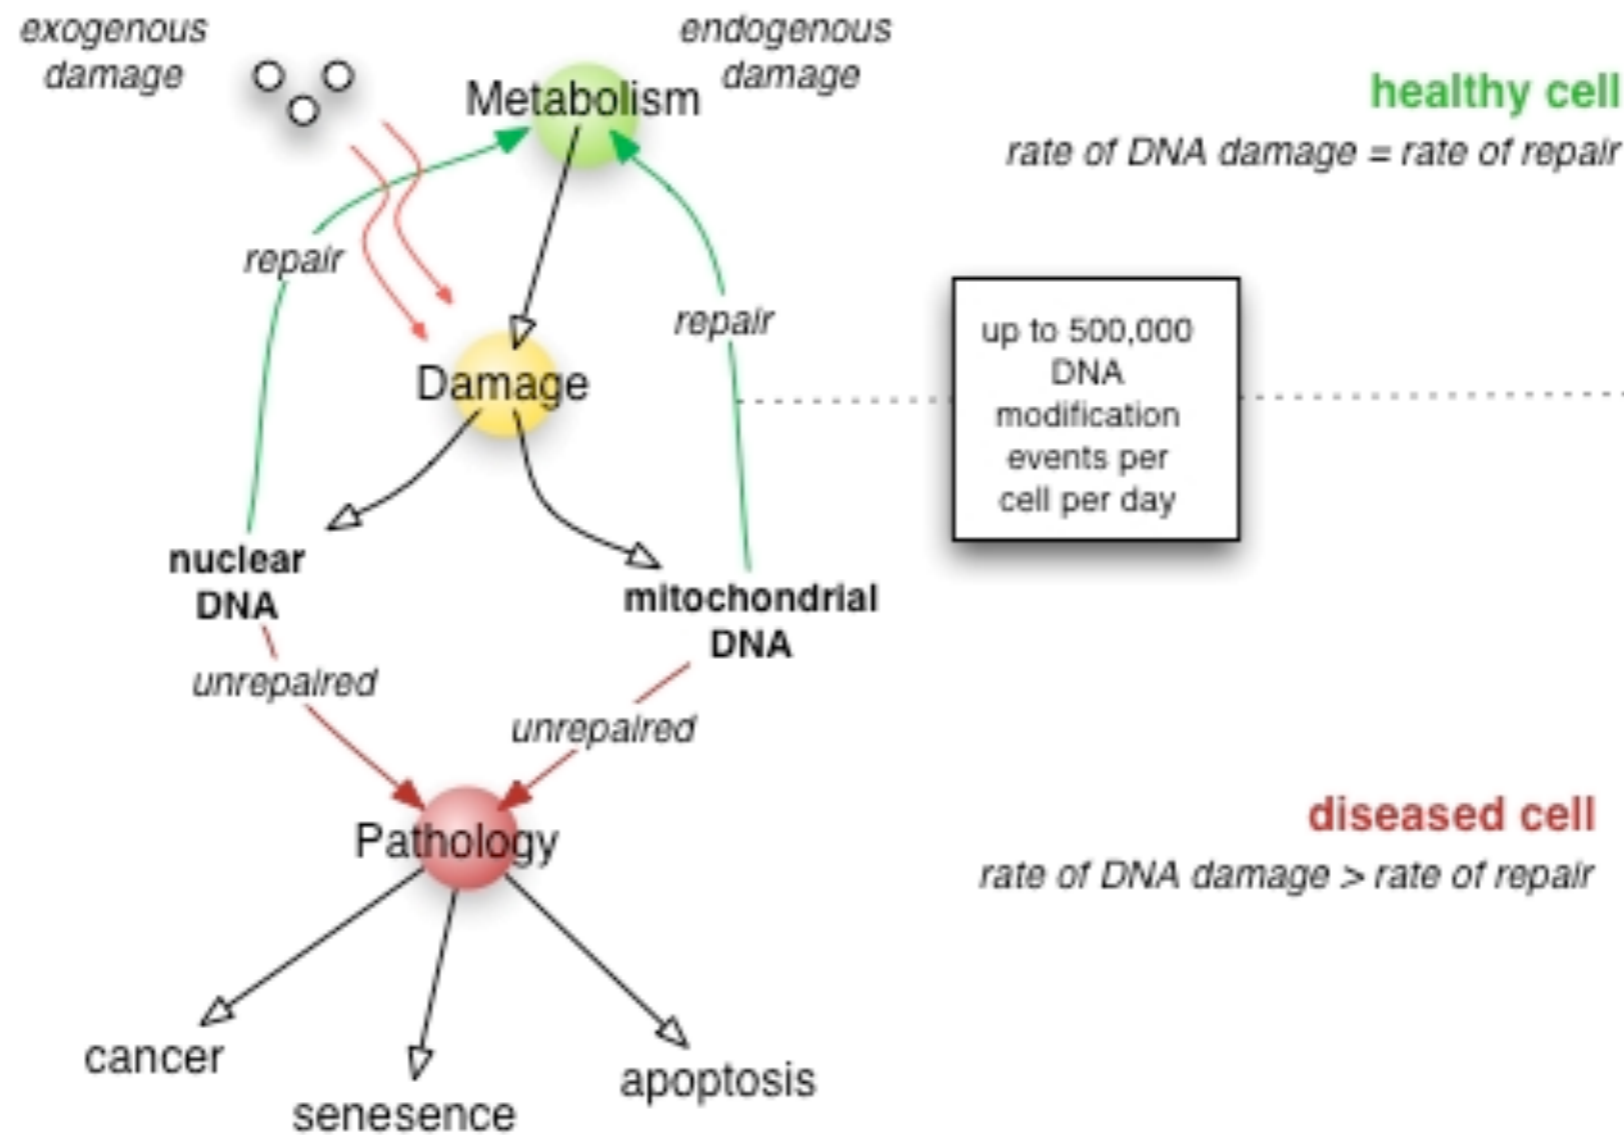 exogenous
damage
endogenous
damage
Metabolism
healthy cell
rate of DNA damage = rate of repair
repair
repair
up to 500,000
DNA
modification
events per
cell per day
Damage
nuclear
DNA
mitochondrial
DNA
unrepaired
unrepaired
Pathology
diseased cell
rate of DNA damage > rate of repair
cancer
senesence
apoptosis